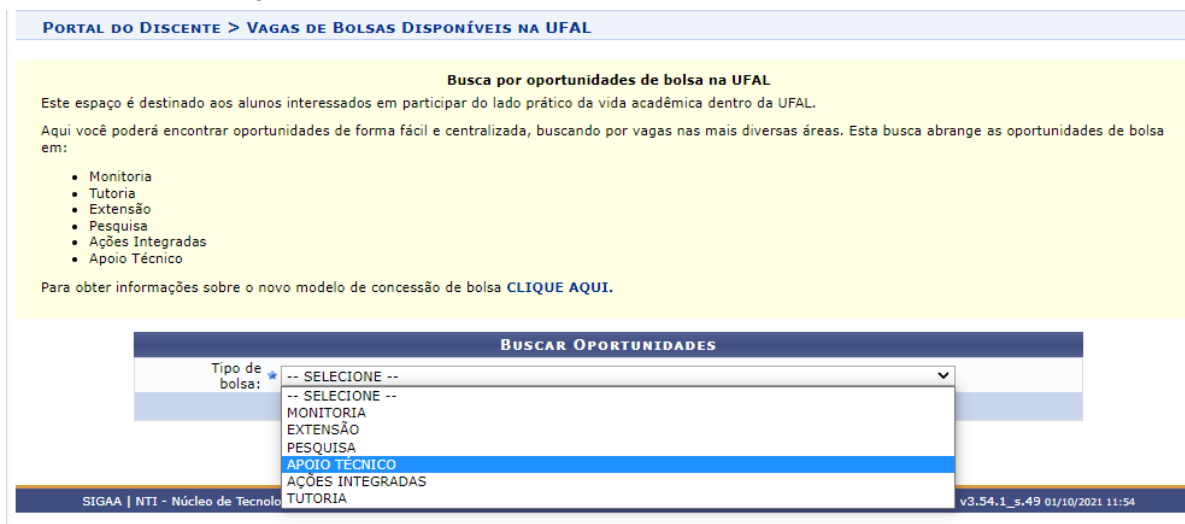 PORTAL DO DISCENTE > VAGAS DE BOLSAS DISPONÍVEIS NA UFAL
Busca por oportunidades de bolsa na UFAL
Este espaço é destinado aos alunos interessados em participar do lado prático da vida acadêmica dentro da UFAL.
Aqui você poderá encontrar oportunidades de forma fácil e centralizada, buscando por vagas nas mais diversas áreas. Esta busca abrange as oportunidades de bolsa
em:
• Monitoria
• Tutoria
• Extensão
• Pesquisa
• Ações Integradas
• Apoio Técnico
Para obter informações sobre o novo modelo de concessão de bolsa CLIQUE AQUI.
BUSCAR OPORTUNIDADES
Tipo de
bolsa:
-- SELECIONE --
-- SELECIONE --
MONITORIA
EXTENSÃO
PESQUISA
APOIO TÉCNICO
AÇÕES INTEGRADAS
TUTORIA
SIGAA | NTI - Núcleo de Tecnolo
v3.54.1_s.49 01/10/2021 11:54